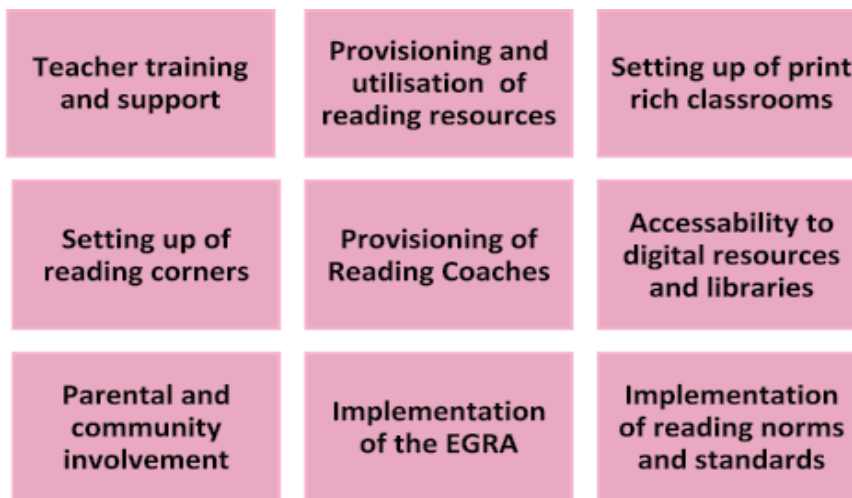 Teacher training
and support
Provisioning and
utilisation of
reading resources
Setting up of print
rich classrooms
Setting up of
reading corners
Provisioning of
Reading Coaches
Accessability to
digital resources
and libraries
Parental and
community
involvement
Implementation
of the EGRA
Implementation
of reading norms
and standards